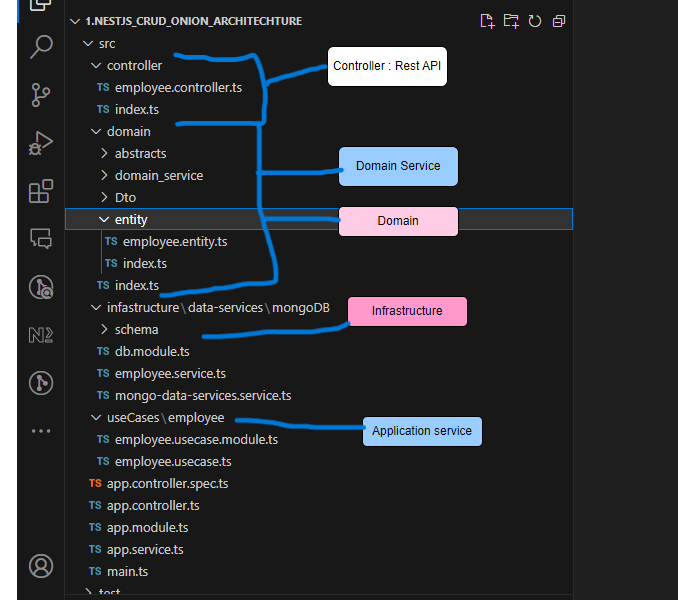 1.NESTJS_CRUD_ONION_ARCHITECHTURE
src
controller
Controller : Rest API
TS employee.controller.ts
TS index.ts
domain
abstracts
Domain Service
domain_service
Dto
entity
Domain
TS employee.entity.ts
TS index.ts
TS index.ts
infastructure\data-services\mongoDB
Infrastructure
schema
TS db.module.ts
TS employee.service.ts
TS mongo-data-services.service.ts
useCases\employee
Application service
TS employee.usecase.module.ts
TS employee.usecase.ts
TS app.controller.spec.ts
TS app.controller.ts
TS app.module.ts
TS app.service.ts
TS main.ts
test